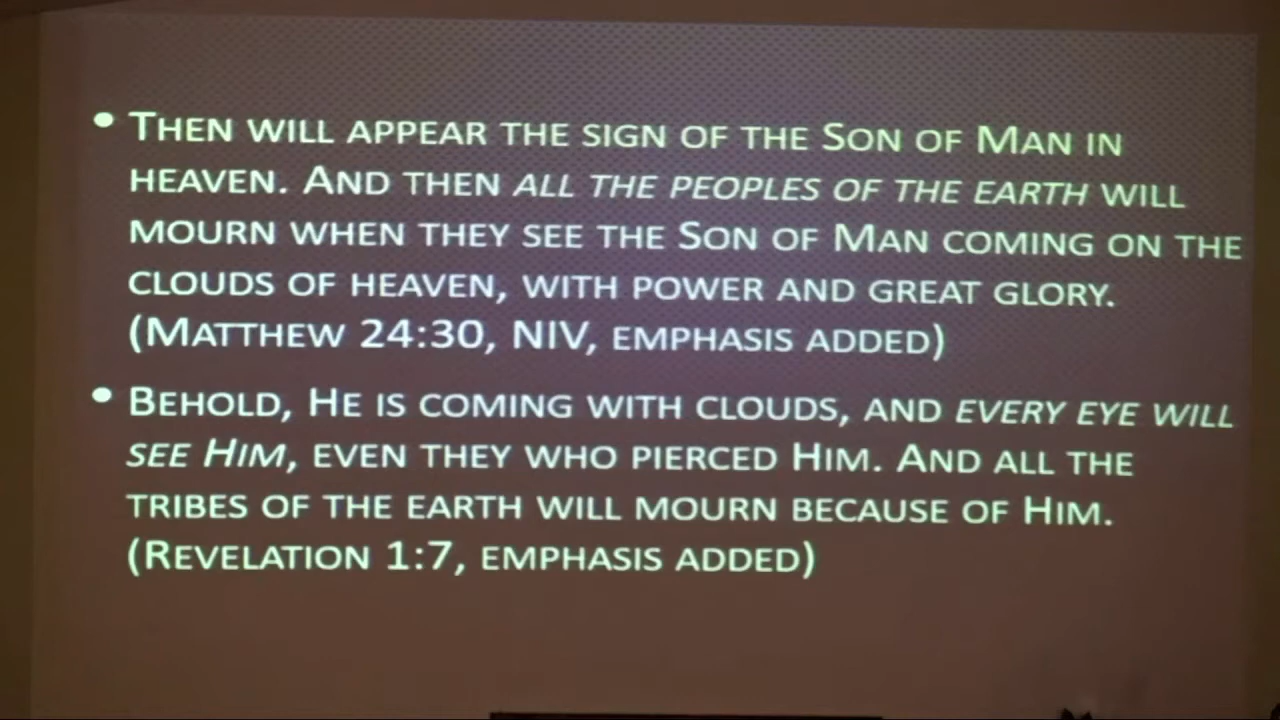 • Then will appear the sign of the Son of Man in
heaven. And then all the peoples of the earth will
mourn when they see the Son of Man coming on the
clouds of heaven, with power and great glory.
(Matthew 24:30, NIV, emphasis added)
• Behold, He is coming with clouds, and every eye will
see Him, even they who pierced Him. And all the
tribes of the earth will mourn because of Him.
(Revelation 1:7, emphasis added)